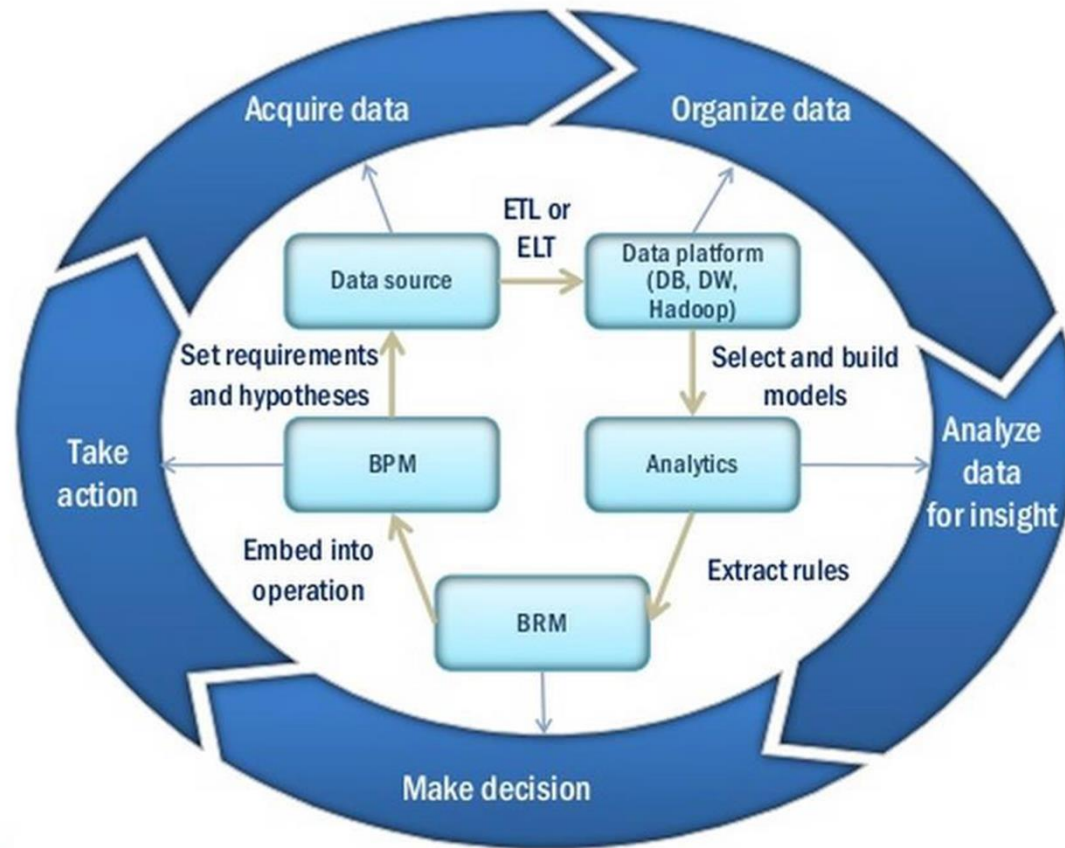 Acquire data
Organize data
ETL or
ELT
Data source
Data platform
(DB, DW,
Hadoop)
Set requirements
and hypotheses
Select and build
models
Take
action
BPM
Analytics
Analyze
data
for insight
Embed into
operation
Extract rules
BRM
Make decision